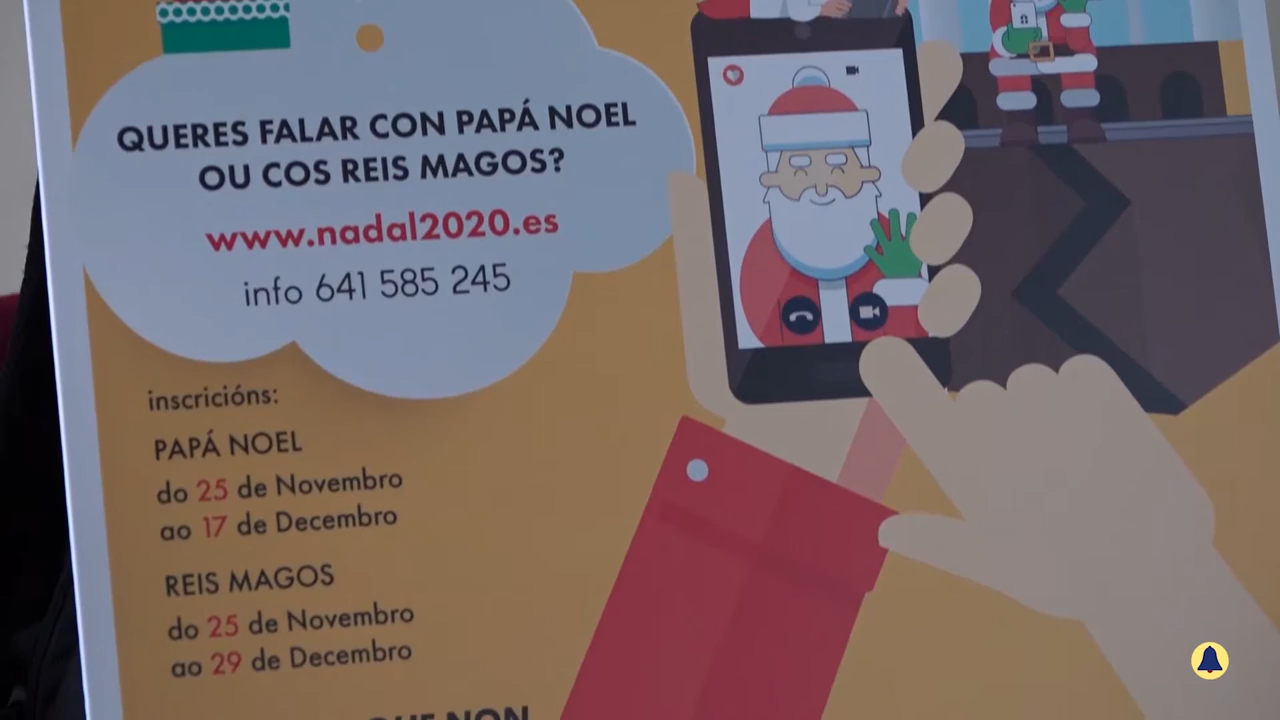 QUERES FALAR CON PAPÁ NOEL
OU COS REIS MAGOS?
www.nadal2020.es
info 641 585 245
inscricións:
PAPÁ NOEL
do 25 de Novembro
ao 17 de Decembro
REIS MAGOS
do 25 de Novembro
ao 29 de Decembro